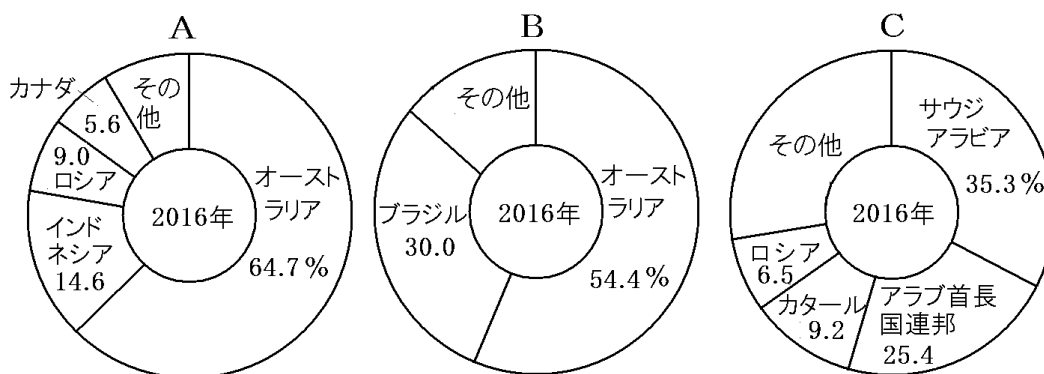 A
カナダ
5.6
その
他
9.0
ロシア
インド
ネシア
14.6
2016年
オースト
ラリア
64.7%
B
その他
ブラジル
30.0
2016年
オースト
ラリア
54.4%
C
その他
サウジ
アラビア
35.3%
2016年
ロシア
6.5
カタール
9.2
アラブ首長
国連邦
25.4